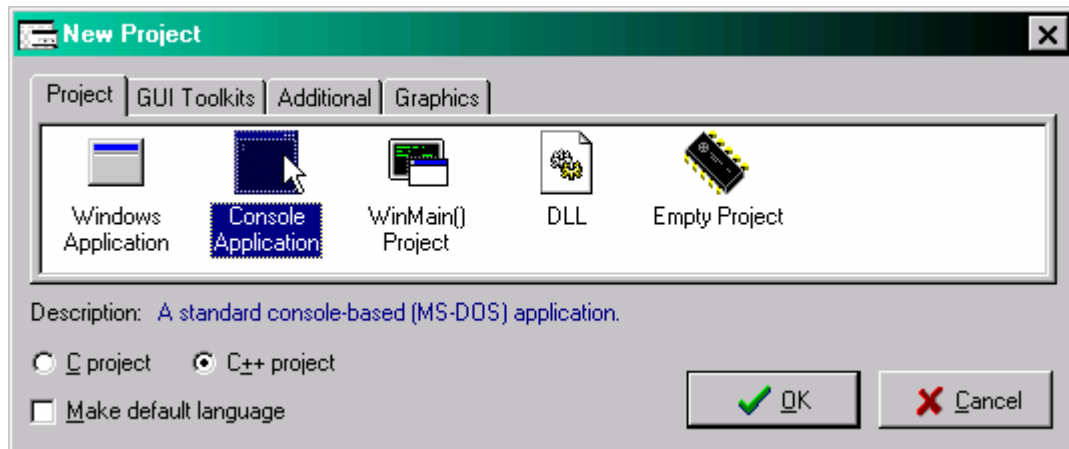 New Project
Project GUI Toolkits Additional Graphics
Windows Application
Console Application
WinMain() Project
DLL
Empty Project
Description: A standard console-based (MS-DOS) application.
C project C++ project
Make default language
OK Cancel